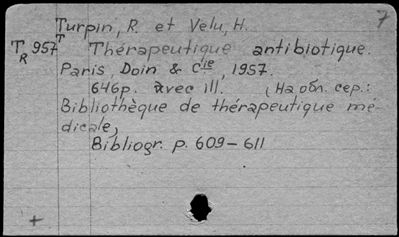 7
Turpin, R. et Velu, H.
T 957 T Thérapeutique antibiotique.
R
Paris, Doin & Cie, 1957.
646p. avec ill. (На обл. сер.:
Bibliothèque de thérapeutique mé-
dicale,
Bibliogr. p. 609-611
+